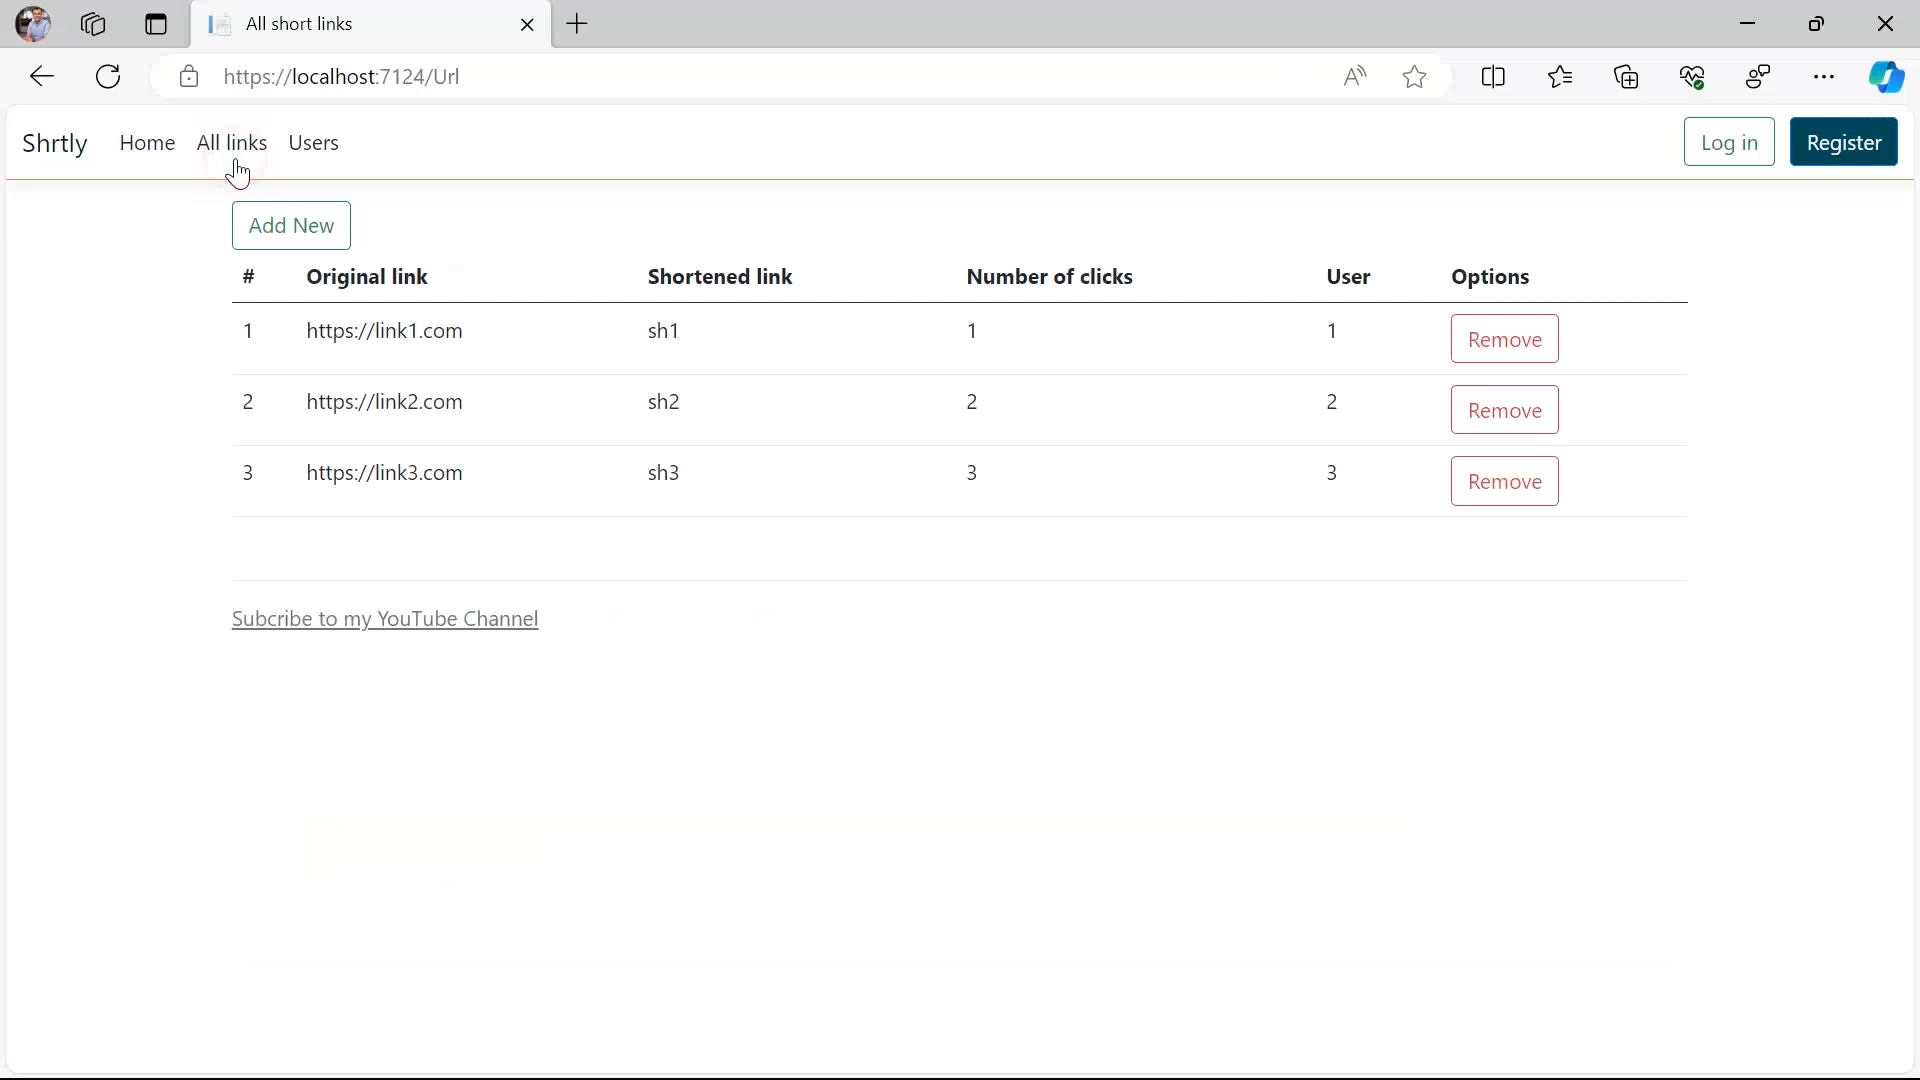 All short links
https://localhost:7124/Url
Shrtly Home All links Users Log in Register
Add New
# Original link Shortened link Number of clicks User Options
1 https://link1.com sh1 1 1 Remove
2 https://link2.com sh2 2 2 Remove
3 https://link3.com sh3 3 3 Remove
Subcribe to my YouTube Channel